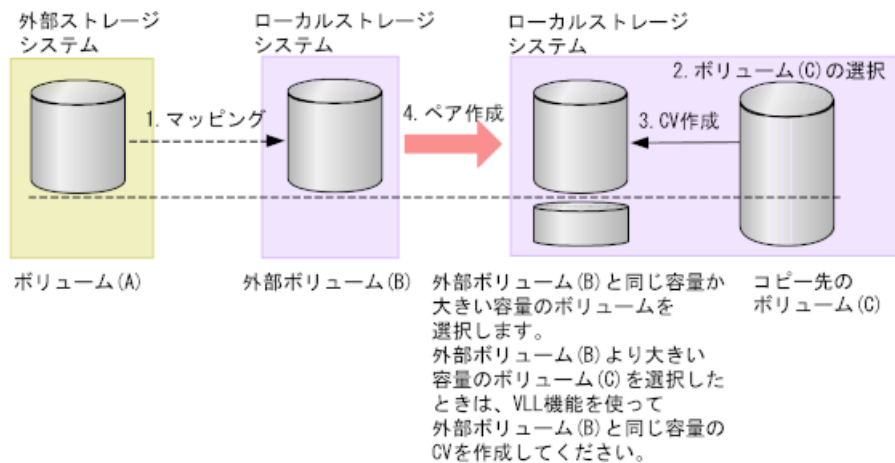 外部ストレージ
システム
ローカルストレージ
システム
ローカルストレージ
システム
2.ボリューム(C)の選択
1.マッピング
4.ペア作成
3.CV作成
ボリューム(A)
外部ボリューム(B)
外部ボリューム(B)と同じ容量か
大きい容量のボリュームを
選択します。
外部ボリューム(B)より大きい
容量のボリューム(C)を選択した
ときは、VLL機能を使って
外部ボリューム(B)と同じ容量の
CVを作成してください。
コピー先の
ボリューム(C)